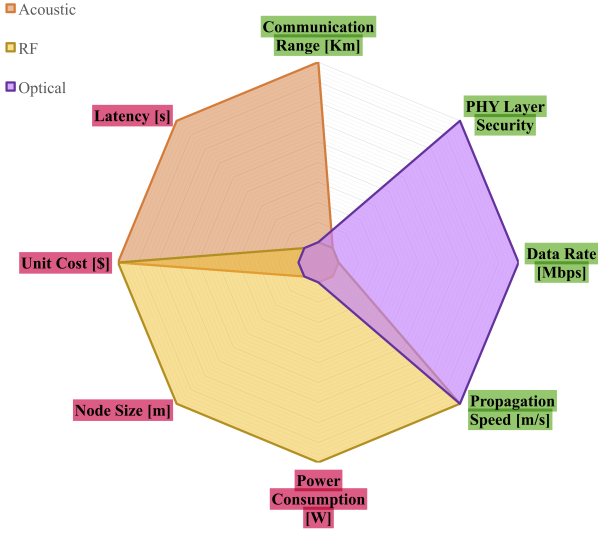 Acoustic
RF
Optical
Communication
Range [Km]
PHY Layer
Security
Latency [s]
Data Rate
[Mbps]
Unit Cost [$]
Propagation
Speed [m/s]
Node Size [m]
Power
Consumption
[W]